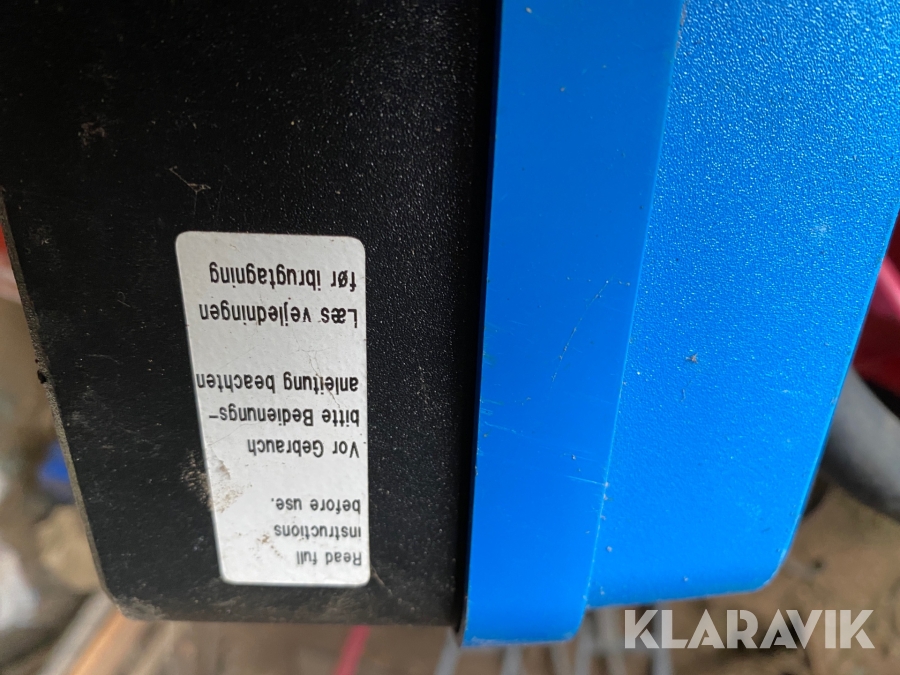 Read full
instructions
before use.
Vor Gebrauch
bitte Bedienungs-
anleitung beachten
Læs vejledningen
før ibrugtagning
KLARAVIK